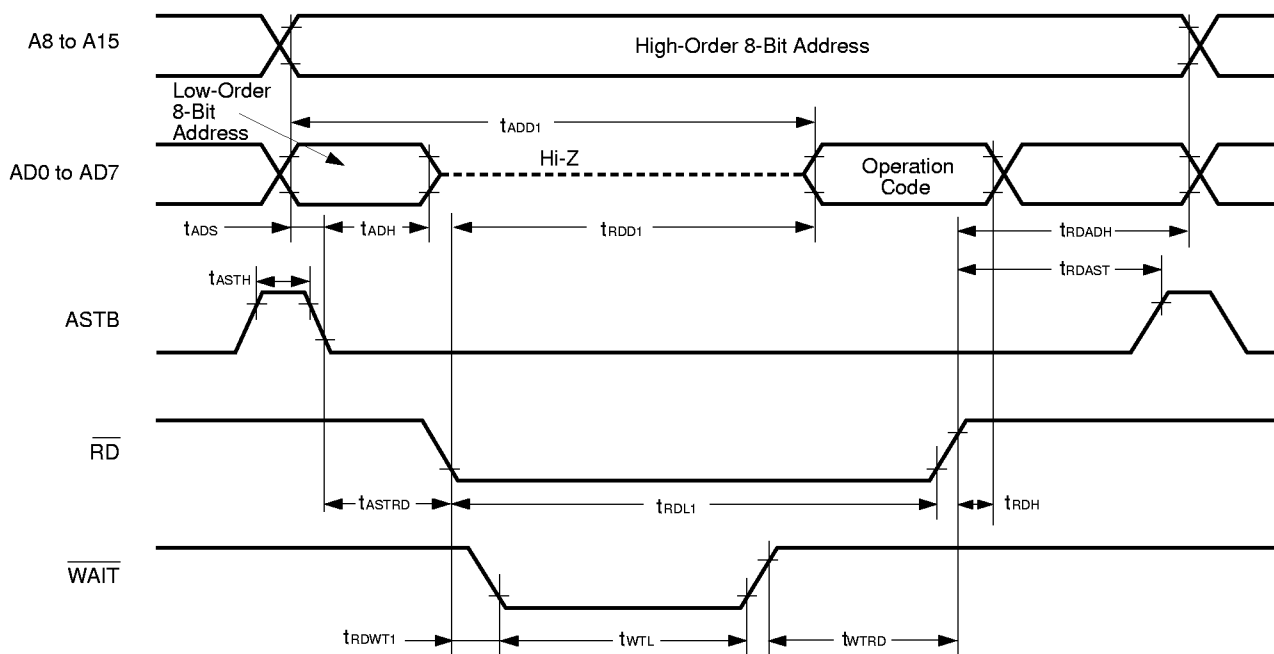 A8 to A15
High-Order 8-Bit Address
Low-Order
8-Bit
Address
tADD1
AD0 to AD7
Hi-Z
Operation
Code
tADS
tADH
tRDD1
tRDADH
tASTH
tRDAST
ASTB
RD
tASTRD
tRDL1
tRDH
WAIT
tRDWT1
tWTL
tWTRD